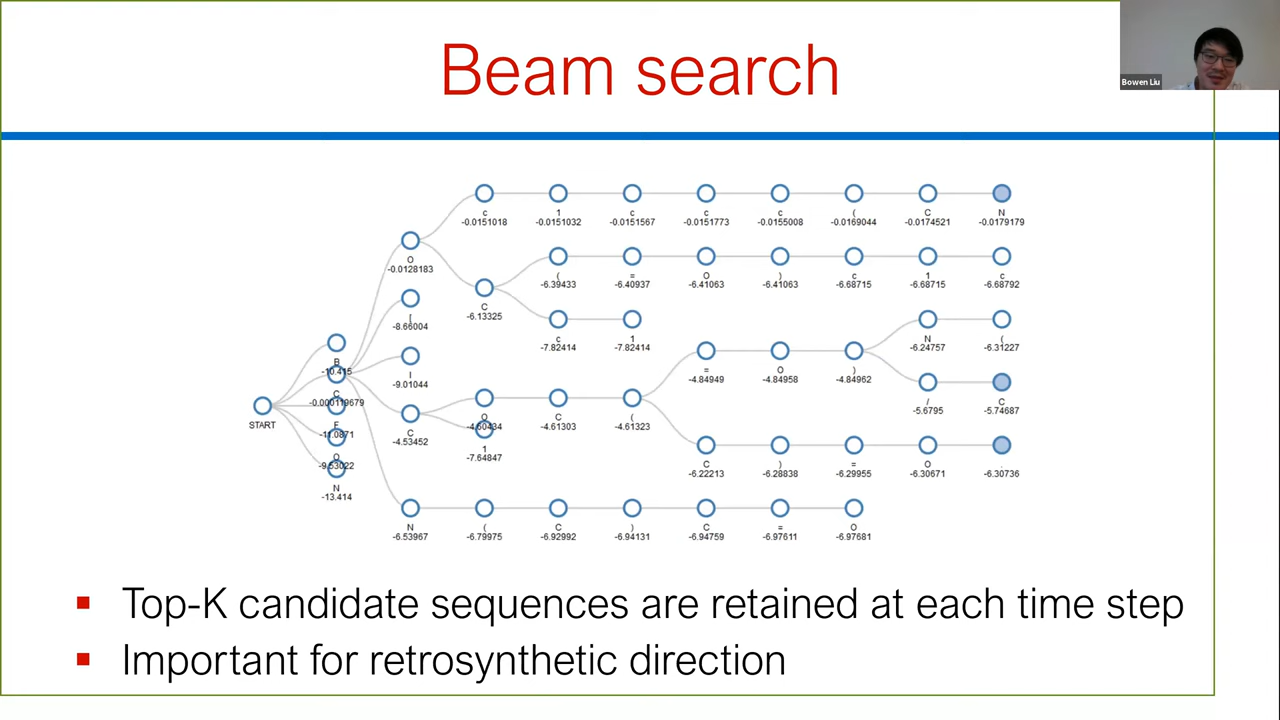 Beam search
Bowen Liu
c 1 c c c ( C N
-0.0151018 -0.0151032 -0.0151567 -0.0151773 -0.0155008 -0.0169044 -0.0174521 -0.0179179
O
-0.0128183
( = O ) c 1 c
-6.39433 -6.40937 -6.41063 -6.41063 -6.68715 -6.68715 -6.68792
C
-6.13325
[
-8.66004
c 1
-7.82414 -7.82414
N (
-6.24757 -6.31227
B
-10.415
= O )
-4.84949 -4.84958 -4.84962
I
-9.01044
C
-0.000119679
/ C
-5.6795 -5.74687
START
F
-11.0871
O C (
-4.60434 -4.61303 -4.61323
C
-4.53452
1
-7.64847
O
-9.53022
C ) = O
-6.22213 -6.28838 -6.29955 -6.30671 -6.30736
N
-13.414
N ( C ) C = O
-6.53967 -6.79975 -6.92992 -6.94131 -6.94759 -6.97611 -6.97681
Top-K candidate sequences are retained at each time step
Important for retrosynthetic direction